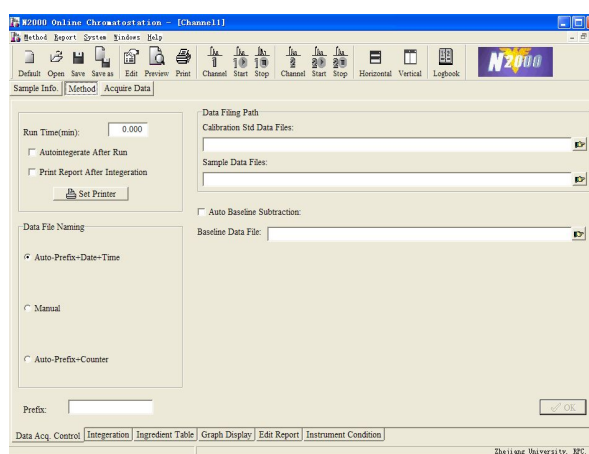 N2000 Online Chromatostation - [Channel1]
Method Report System Windows Help
Default Open Save Save as Edit Preview Print Channel Start Stop Channel Start Stop Horizontal Vertical Logbook N2000
Sample Info. Method Acquire Data
Data Filing Path
Run Time(min): 0.000
Calibration Std Data Files:
Autointegerate After Run
Sample Data Files:
Print Report After Integeration
Set Printer
Auto Baseline Subtraction:
Data File Naming
Baseline Data File:
Auto-Prefix+Date+Time
Manual
Auto-Prefix+Counter
Prefix:
OK
Data Acq. Control Integeration Ingredient Table Graph Display Edit Report Instrument Condition
Zhejiang University, RPC.